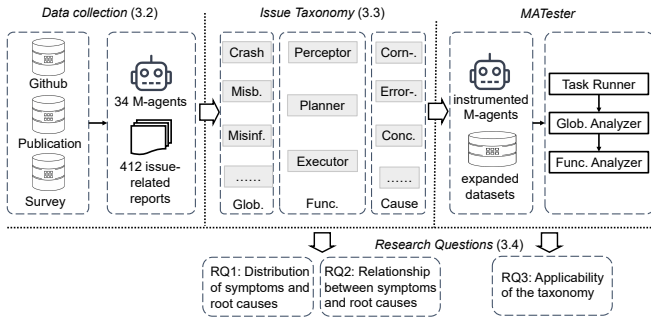 Data collection (3.2)
Issue Taxonomy (3.3)
MATester
Github
Publication
Survey
34 M-agents
412 issue-
related
reports
Crash
Misb.
Misinf.
......
Glob.
Perceptor
Planner
Executor
Func.
Corn-.
Error-.
Conc.
......
Cause
instrumented
M-agents
expanded
datasets
Task Runner
Glob. Analyzer
Func. Analyzer
Research Questions (3.4)
RQ1: Distribution
of symptoms and
root causes
RQ2: Relationship
between symptoms
and root causes
RQ3: Applicability
of the taxonomy